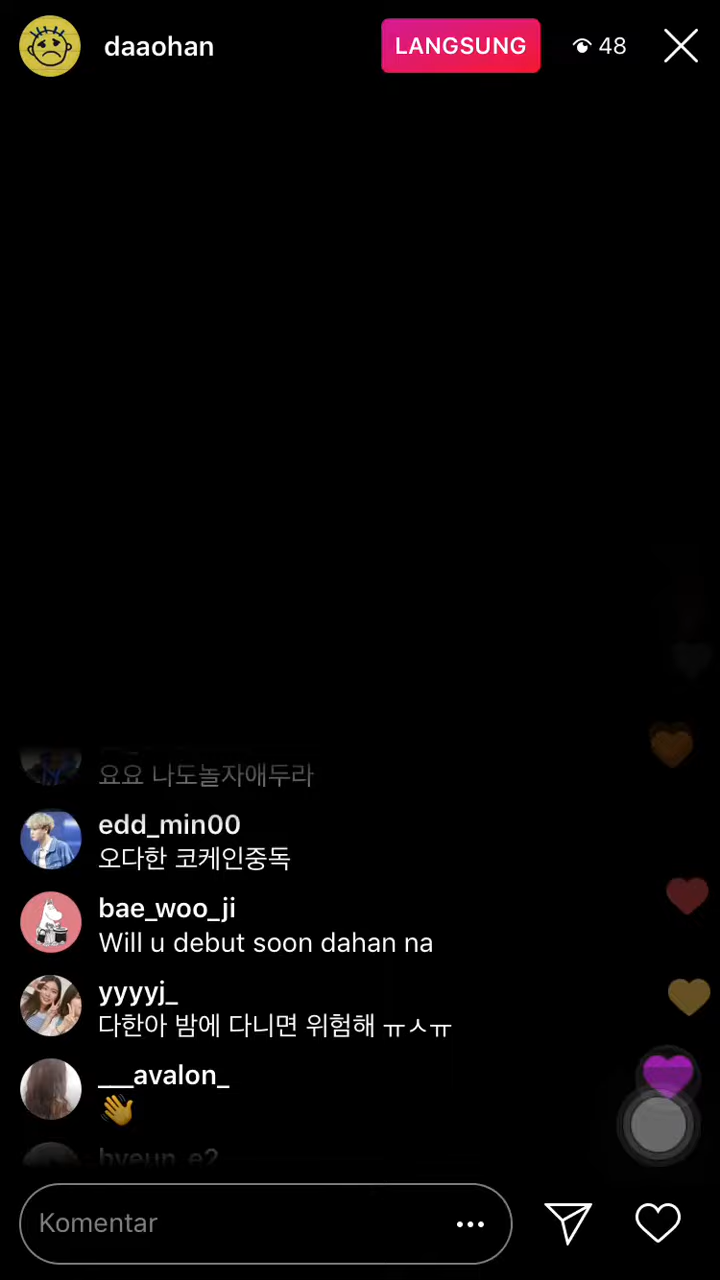 daaohan
LANGSUNG
48
요요 나도놀자애두라
edd_min00
오다한 코케인중독
bae_woo_ji
Will u debut soon dahan na
yyyyj_
다한아 밤에 다니면 위험해 ㅠㅅㅠ
___avalon_
hyeun_e2
Komentar